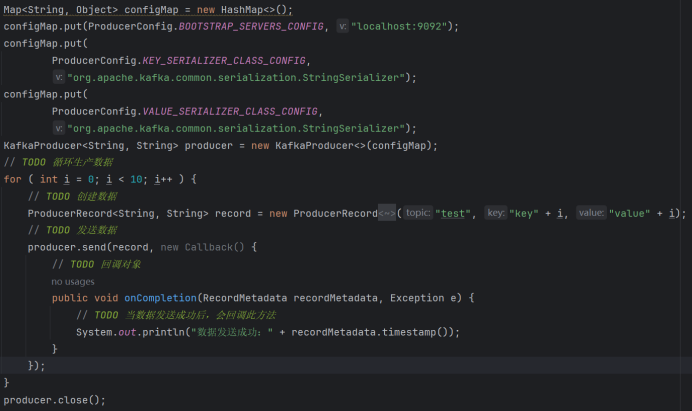 Map<String, Object> configMap = new HashMap<>();
configMap.put(ProducerConfig.BOOTSTRAP_SERVERS_CONFIG, v: "localhost:9092");
configMap.put(
ProducerConfig.KEY_SERIALIZER_CLASS_CONFIG,
v: "org.apache.kafka.common.serialization.StringSerializer");
configMap.put(
ProducerConfig.VALUE_SERIALIZER_CLASS_CONFIG,
v: "org.apache.kafka.common.serialization.StringSerializer");
KafkaProducer<String, String> producer = new KafkaProducer<>(configMap);
// TODO 循环生产数据
for ( int i = 0; i < 10; i++ ) {
// TODO 创建数据
ProducerRecord<String, String> record = new ProducerRecord<~>( topic: "test", key: "key" + i, value: "value" + i);
// TODO 发送数据
producer.send(record, new Callback() {
// TODO 回调对象
no usages
public void onCompletion(RecordMetadata recordMetadata, Exception e) {
// TODO 当数据发送成功后，会回调此方法
System.out.println("数据发送成功：" + recordMetadata.timestamp());
}
});
}
producer.close();